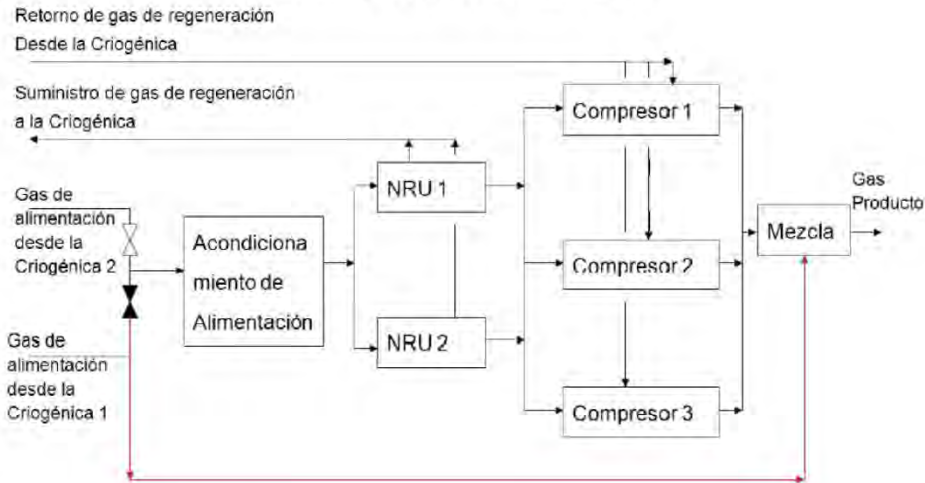 Retorno de gas de regeneración
Desde la Criogénica
Suministro de gas de regeneración
a la Criogénica
Gas de
alimentación
desde la
Criogénica 2
Gas de
alimentación
desde la
Criogénica 1
Acondiciona
miento de
Alimentación
NRU 1
NRU 2
Compresor 1
Compresor 2
Compresor 3
Mezcla
Gas
Producto